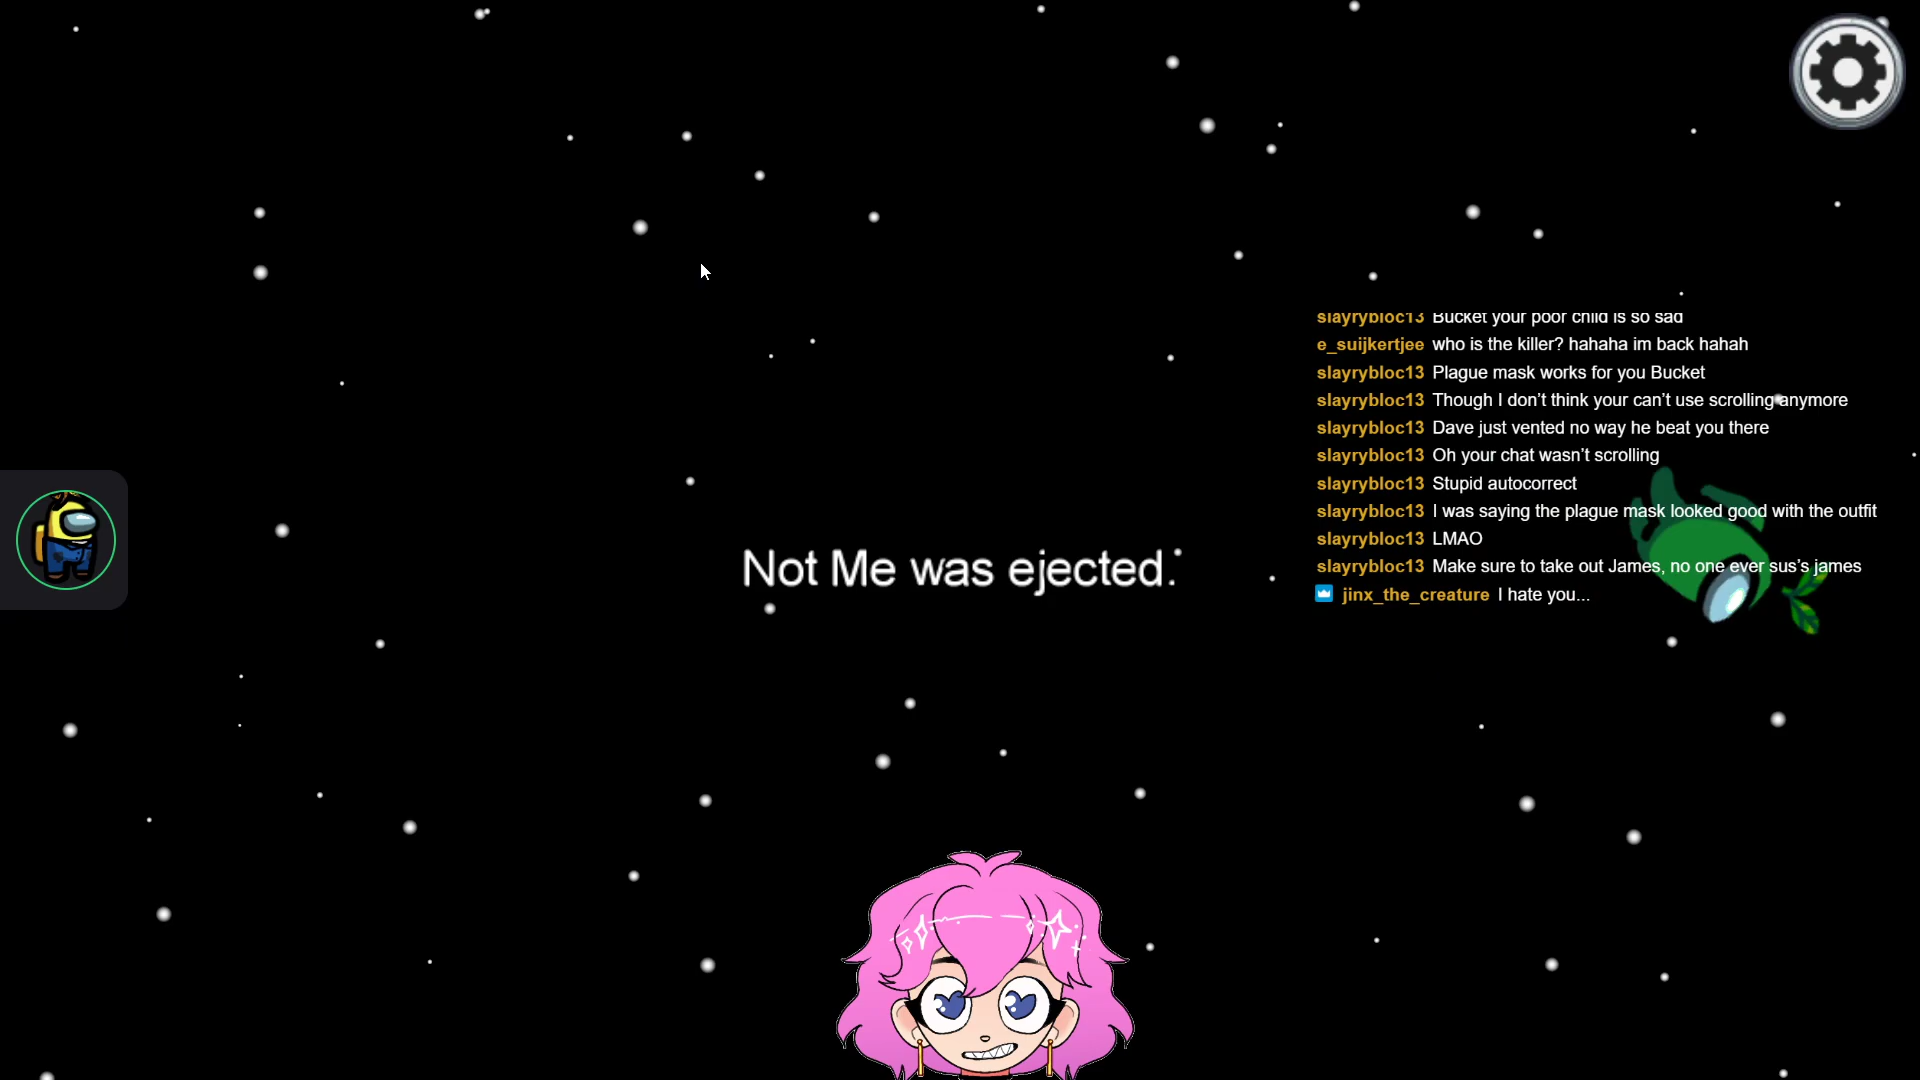 slayrybloc13 Bucket your poor child is so sad
e_suijkertjee who is the killer? hahaha im back hahah
slayrybloc13 Plague mask works for you Bucket
slayrybloc13 Though I don't think your can't use scrolling anymore
slayrybloc13 Dave just vented no way he beat you there
slayrybloc13 Oh your chat wasn't scrolling
slayrybloc13 Stupid autocorrect
slayrybloc13 I was saying the plague mask looked good with the outfit
slayrybloc13 LMAO
slayrybloc13 Make sure to take out James, no one ever sus's james
jinx_the_creature I hate you...
Not Me was ejected.